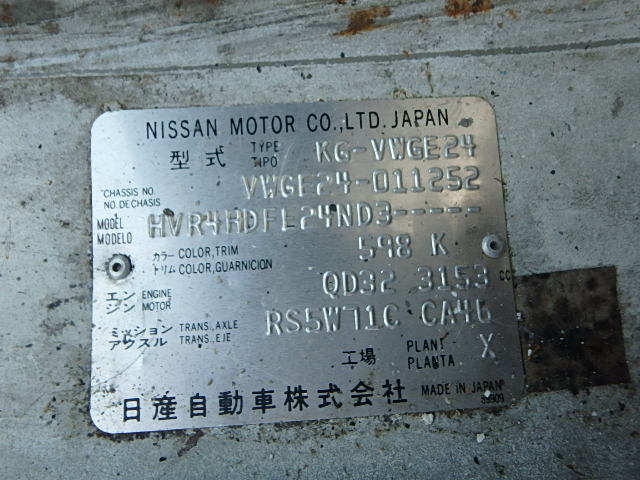 NISSAN MOTOR CO., LTD. JAPAN
型式 TYPE TIPO KG-VWGE24
CHASSIS NO. NO. DE CHASIS VWGE24-011252
MODEL MODELO HVR4HDFE24ND3-----
カラー COLOR, TRIM トリム COLOR, GUARNICION 598 K
エンジン ENGINE MOTOR QD32 3153 CC
ミッション TRANS., AXLE アクスル TRANS., EJE RS5W71C CA46
工場 PLANT PLANTA X
日産自動車株式会社 MADE IN JAPAN
39909